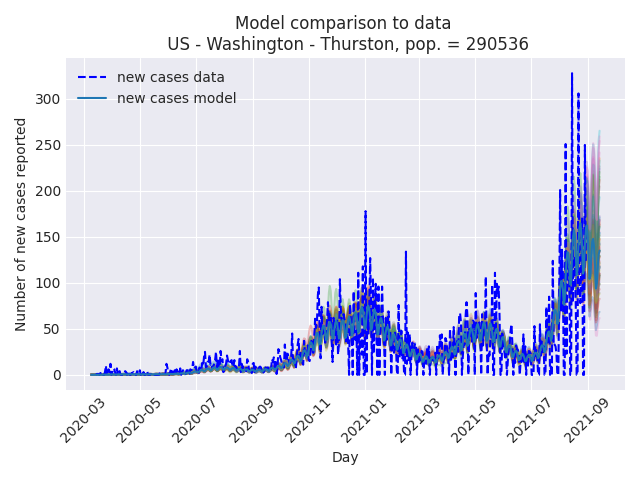 Model comparison to data
US - Washington - Thurston, pop. = 290536
new cases data
new cases model
Number of new cases reported
300
250
200
150
100
50
0
2020-03
2020-05
2020-07
2020-09
2020-11
2021-01
2021-03
2021-05
2021-07
2021-09
Day